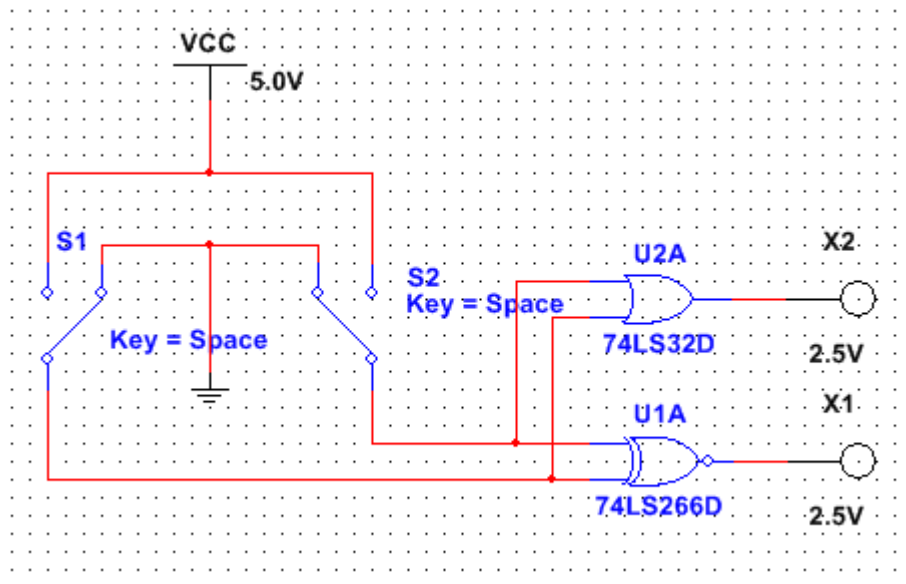 VCC
5.0V
S1
Key = Space
S2
Key = Space
U2A
74LS32D
X2
2.5V
U1A
74LS266D
X1
2.5V